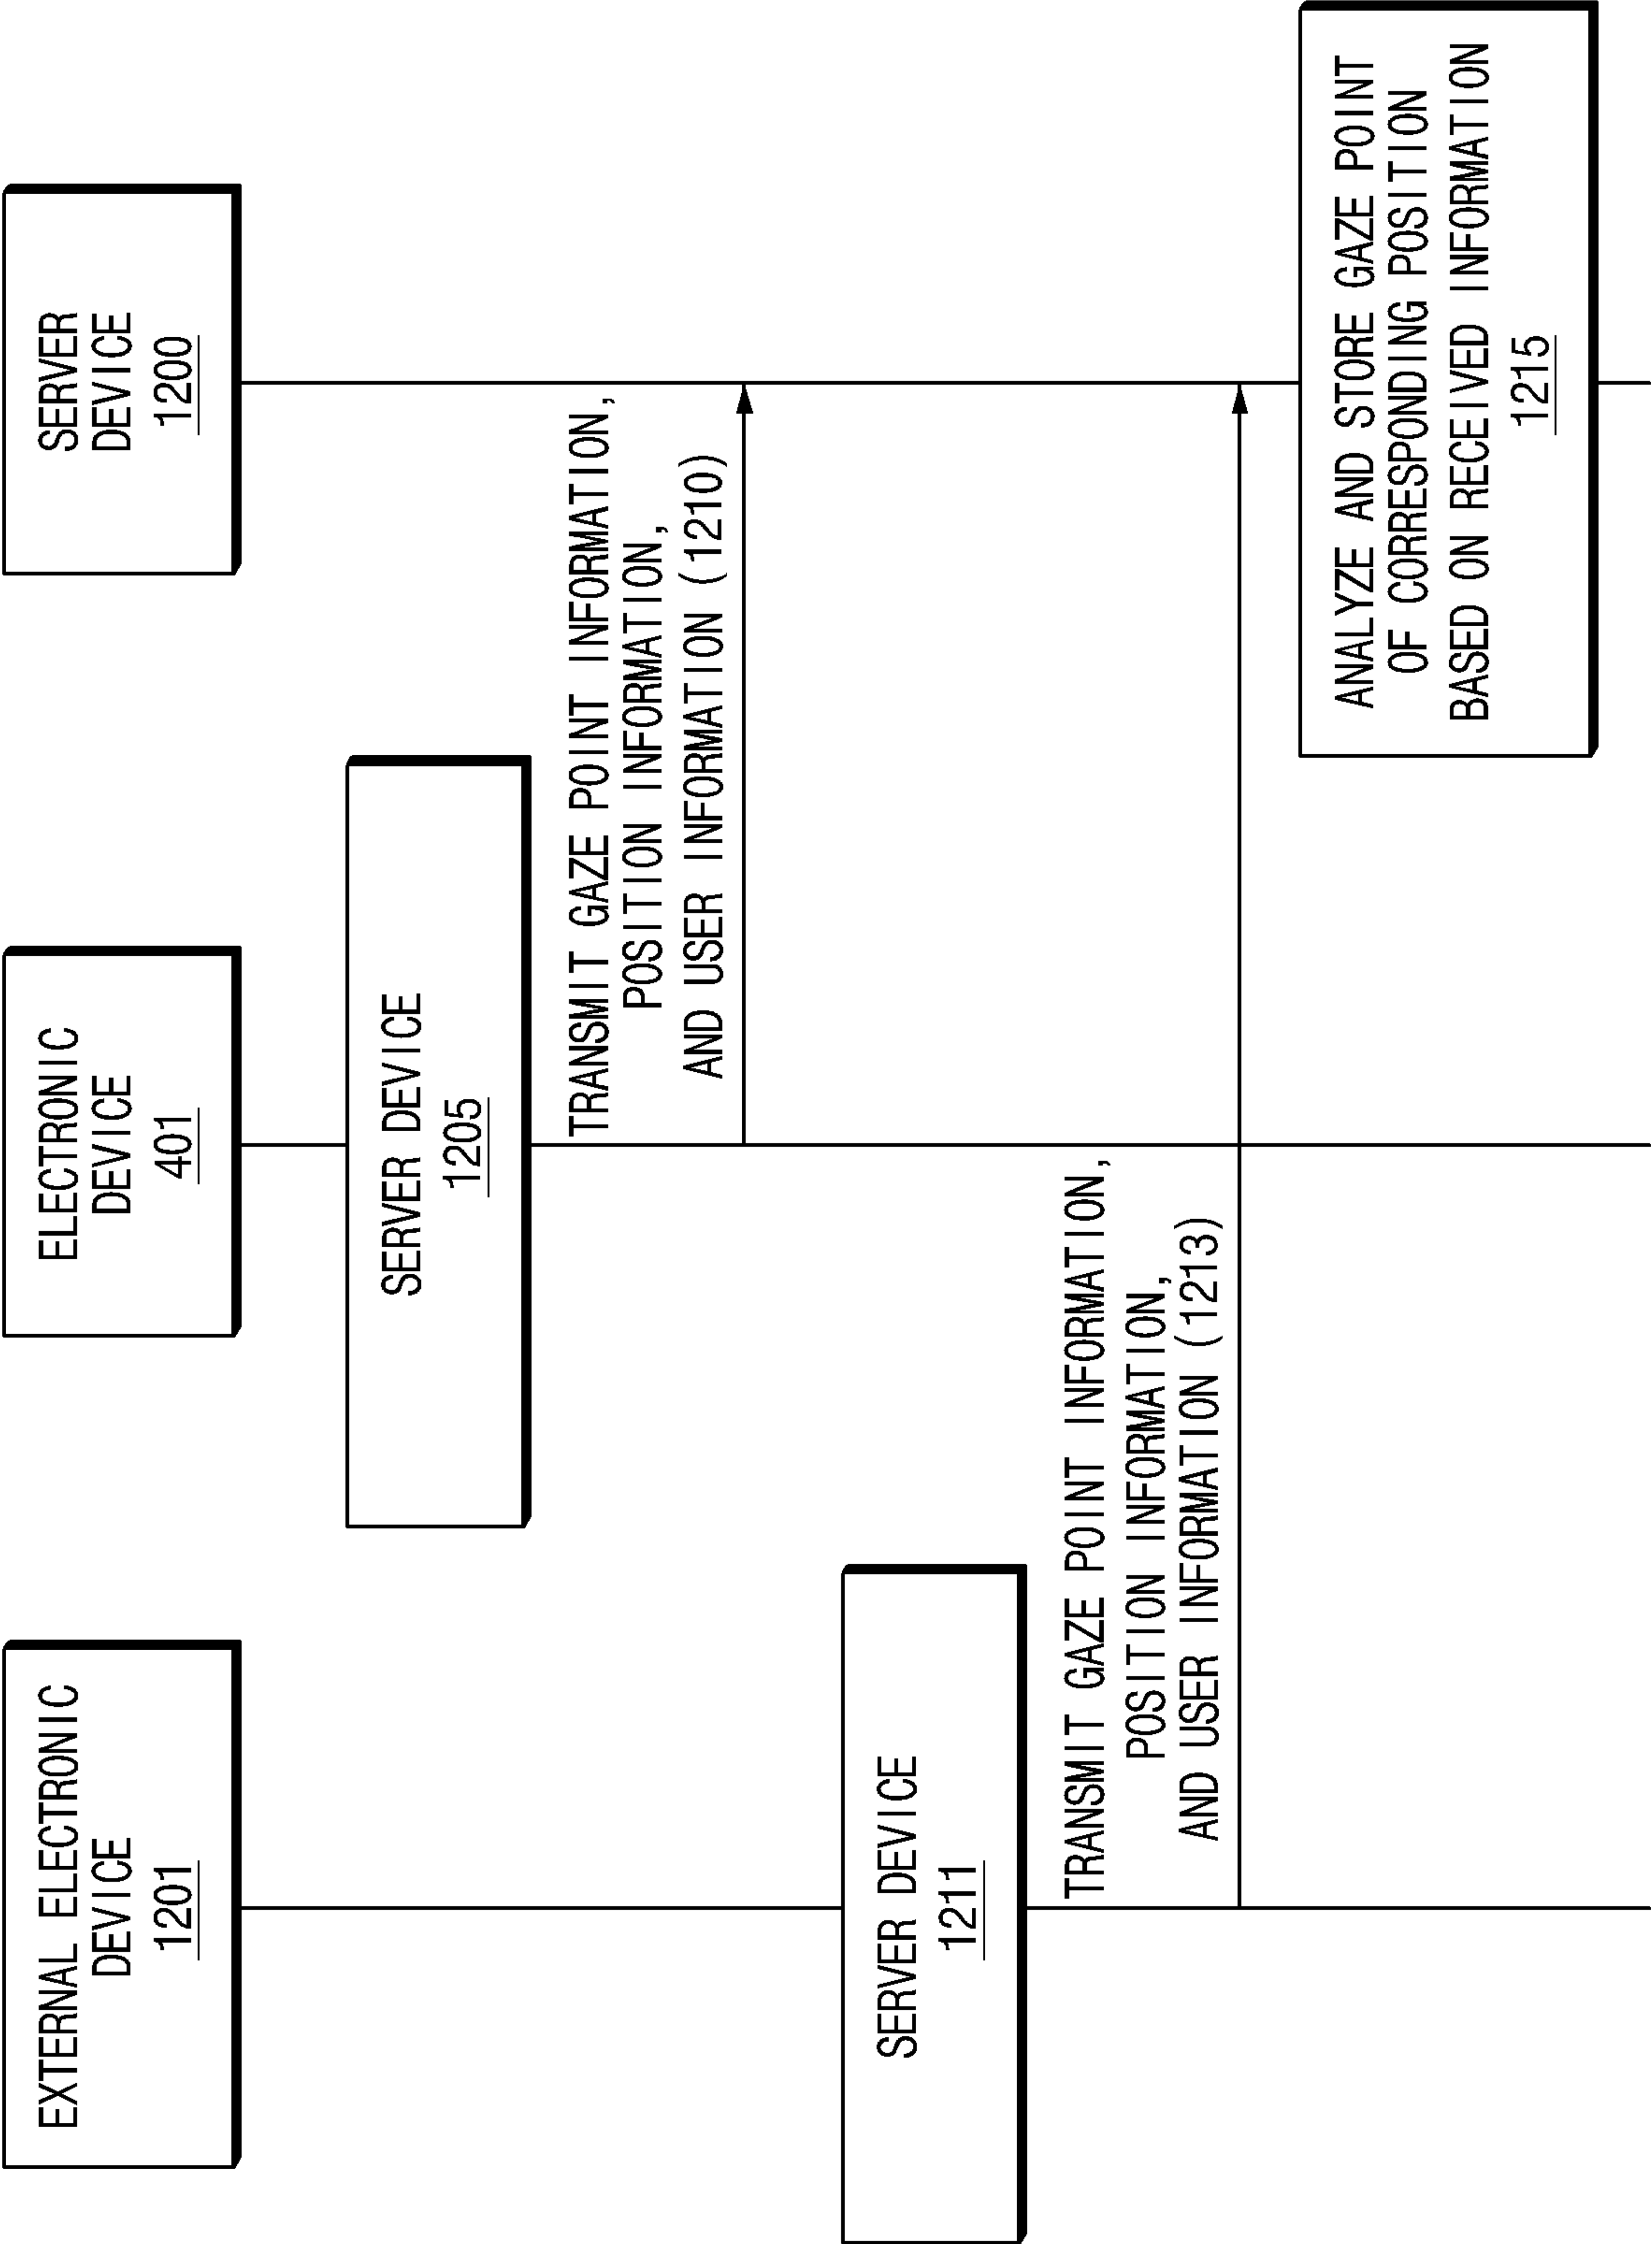 EXTERNAL ELECTRONIC
DEVICE
1201
ELECTRONIC
DEVICE
401
SERVER
DEVICE
1200
SERVER DEVICE
1205
TRANSMIT GAZE POINT INFORMATION,
POSITION INFORMATION,
AND USER INFORMATION (1210)
SERVER DEVICE
1211
TRANSMIT GAZE POINT INFORMATION,
POSITION INFORMATION,
AND USER INFORMATION (1213)
ANALYZE AND STORE GAZE POINT
OF CORRESPONDING POSITION
BASED ON RECEIVED INFORMATION
1215